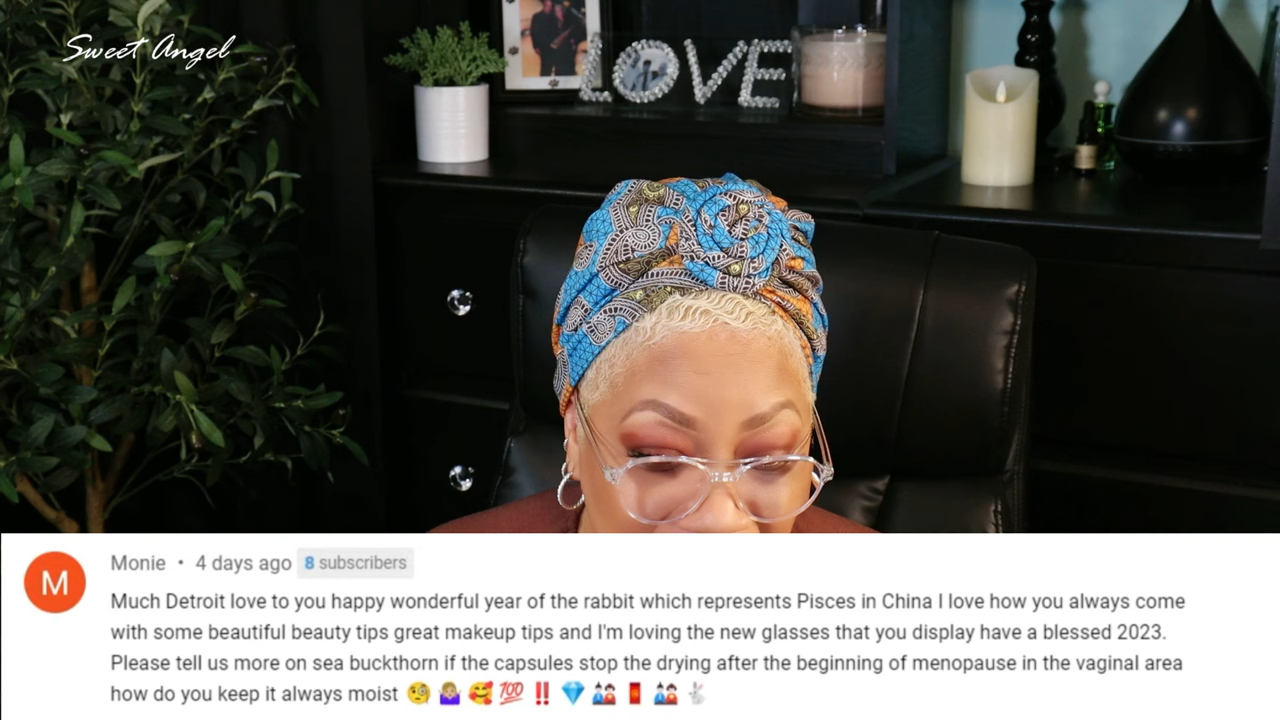 Sweet Angel
LOVE
Monie • 4 days ago 8 subscribers
M
Much Detroit love to you happy wonderful year of the rabbit which represents Pisces in China I love how you always come
with some beautiful beauty tips great makeup tips and I'm loving the new glasses that you display have a blessed 2023.
Please tell us more on sea buckthorn if the capsules stop the drying after the beginning of menopause in the vaginal area
how do you keep it always moist 🧐 🤷🏼‍♀️ 🥰 💯 ‼️ 💎 🎎 🧧 🎎 🐇